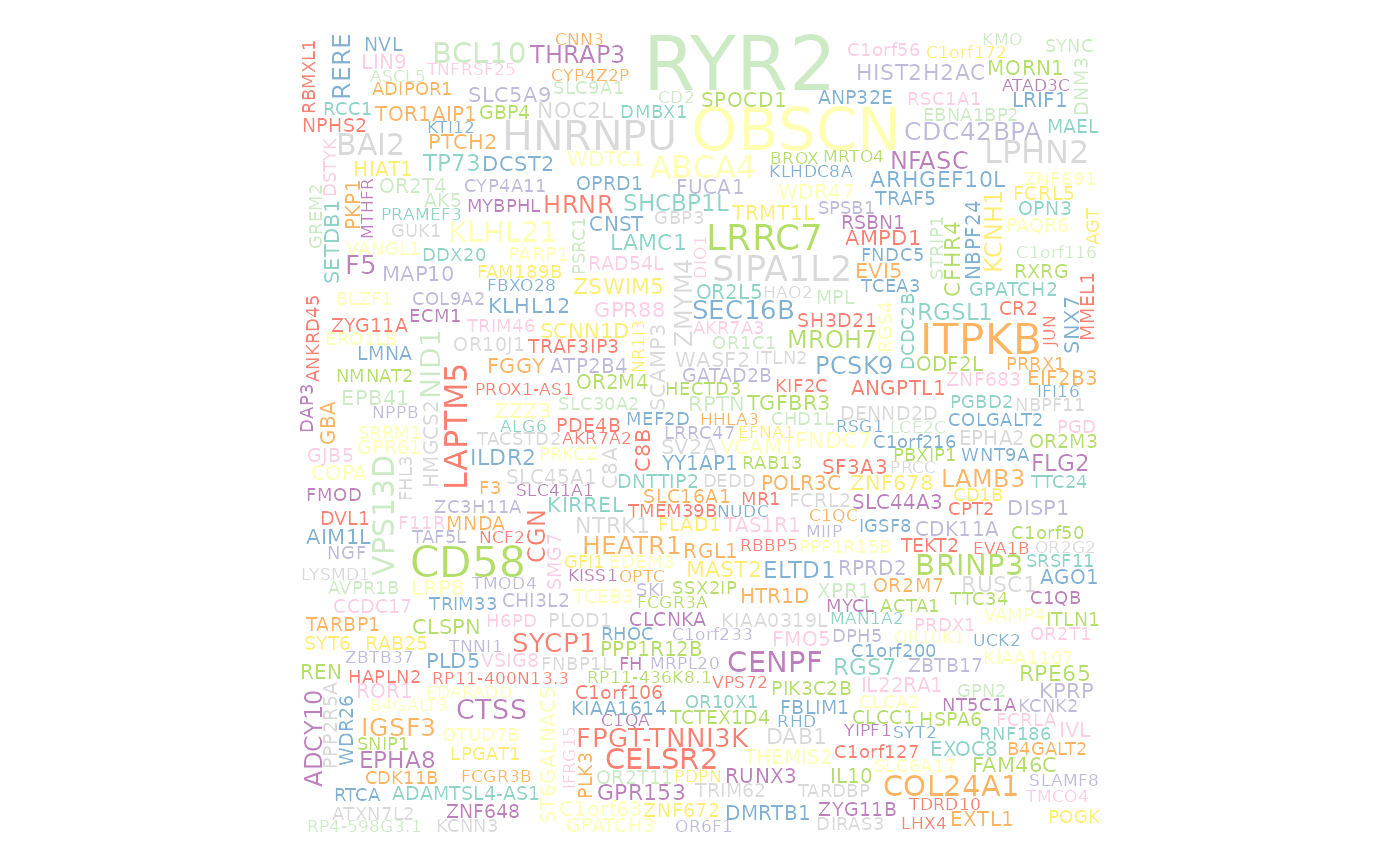 CNN3
RYR2
KMO
NVL
BCL10
THRAP3
C1orf56
C1orf172
SYNC
RBMXL1
RERE
LIN9
ASCL5
TNFRSF25
CYP4Z2P
HIST2H2AC
MORN1
DNIM3
ADIPOR1
SLC5A9
SLC9A1
CD2
SPOCD1
ANP32E
RSC1A1
ATAD3C
LRIF1
RCC1
TOR1AIP1
GBP4
NOC2L
DMBX1
OBSCN
EBNA1BP2
NPHS2
KTI12
HNRNPU
CDC42BPA
MAEL
BAI2
PTCH2
LPHN2
DSTYK
HIAT1
TP73
DCST2
WDTC1
ABCA4
BROX
MRTO4
NFASC
KLHDC8A
ARHGEF10L
ZNF691
OR2T4
CYP4A11
OPRD1
FUCA1
WDR47
TRAF5
FCRL5
GREM2
PKP1
MTHFR
AK5
MYBPHL
HRNR
SHCBP1L
TRMT1L
SPSB1
NBPF24
OPN3
SETDB1
PRAMEF3
CNST
GBP3
RSBN1
KCNH1
AGT
GUK1
KLHL21
PSRC1
LAMC1
LRRC7
AMPD1
STRIP1
CFHR4
PAQR6
VANGL1
DDX20
PARP1
FNDC5
C1orf116
F5
MAP10
FAM189B
RAD54L
DIO1
SIPA1L2
EVI5
RXRG
FBXO28
ZSWIM5
ZMYM4
TCEA3
GPATCH2
BLZF1
COL9A2
KLHL12
GPR88
OR2L5
HAO2
MPL
DCDC2B
RGSL1
CR2
SNX7
MMEL1
ANKRD45
ZYG11A
ECM1
TRIM46
SCNN1D
SEC16B
SH3D21
RGS4
ITPKB
JUN
ERO1LB
NID1
OR10J1
TRAF3IP3
NR1I3
SCAMP3
AKR7A3
OR1C1
MROH7
LMNA
FGGY
ATP2B4
WASF2
ITLN2
PCSK9
ODF2L
PRRX1
NMNAT2
LAPTM5
PROX1-AS1
OR2M4
GATAD2B
KIF2C
ANGPTL1
ZNF683
EIF2B3
DAP3
EPB41
HECTD3
IFI16
GBA
NPPB
HMGCS2
ZZZ3
SLC30A2
RPTN
TGFBR3
PGBD2
NBPF11
SRBM1
ALG6
PDE4B
MEF2D
HHLA3
CHD1L
DENND2D
COLGALT2
PGD
GPR61
TACSTD2
AKR7A2
C8B
LRRC47
EFNA1
RSG1
LCE2C
GJB5
VPS13D
ILDR2
PRKCZ
C8A
SV2A
VCAM1
FNDC7
C1orf216
EPHA2
OR2M3
COPA
FHL3
SLC45A1
YY1AP1
RAB13
SF3A3
PBXIP1
PRCC
WNT9A
FLG2
FMOD
F3
SLC41A1
DNTTIP2
DEDD
POLR3C
ZNF678
LAMB3
TTC24
ZC3H11A
KIRREL
SLC16A1
MR1
FCRL2
SLC44A3
CD1B
DISP1
DVL1
F11R
MNDA
CGN
TMEM39B
NUDC
C1QC
CPT2
AIM1L
TAF5L
NCF2
NTRK1
FLAD1
TAS1R1
MIIP
IGSF8
CDK11A
C1orf50
NGF
CD58
SMG7
HEATR1
RGL1
RBBP5
PPP1R15B
TEKT2
EVA1B
OR2G2
LYSMD1
GFI1
EDEM3
MAST2
ELTD1
RPRD2
BRINP3
SRSF11
AVPR1B
LRP8
TMOD4
KISS1
OPTC
SKI
SSX2IP
XPR1
OR2M7
RUSC1
AGO1
CCDC17
TRIM33
CHI3L2
TCEB3
FCGR3A
HTR1D
MYCL
ACTA1
TTC34
C1QB
TARBP1
CLSPN
H6PD
PLOD1
CLCNKA
KIAA0319L
MAN1A2
PRDX1
VAMP4
ITLN1
SYT6
RAB25
TNNI1
SYCP1
RHOC
C1orf233
FMO5
DPH5
OR10K1
UCK2
OR2T1
ZBTB37
PLD5
VSIG8
PPP1R12B
C1orf200
KIAA1107
REN
HAPLN2
FNBP1L
FH
MRPL20
CENPF
RGS7
ZBTB17
RPE65
ADCY10
ROR1
RP11-400N13.3
RP11-436K8.1
VPS72
PIK3C2B
IL22RA1
GPN2
KPRP
PPP2R5A
EDARADD
C1orf106
OR10X1
CLCA2
NT5C1A
KCNK2
B4GALT3
CTSS
ST6GALNAC5
KIAA1614
FBLIM1
WDR26
IGSF3
C1QA
TCTEX1D4
RHD
CLCC1
HSPA6
FCRLA
IVL
SNIP1
OTUD7B
IFRG15
FPGT-TNNI3K
DAB1
YIPF1
SYT2
RNF186
EPHA8
LPGAT1
CELSR2
THEMIS2
C1orf127
EXOC8
B4GALT2
CDK11B
FCGR3B
PLK3
OR2T11
PDPN
RUNX3
IL10
SLC6A17
FAM46C
RTCA
ADAMTSL4-AS1
GPR153
TRIM62
TARDBP
COL24A1
SLAMF8
ATXN7L2
ZNF648
C1orf63
ZNF672
DMRTB1
ZYG11B
TDRD10
TMCO4
RP4-598G3.1
KCNN3
GPATCH3
OR6F1
DIRAS3
LHX4
EXTL1
POGK